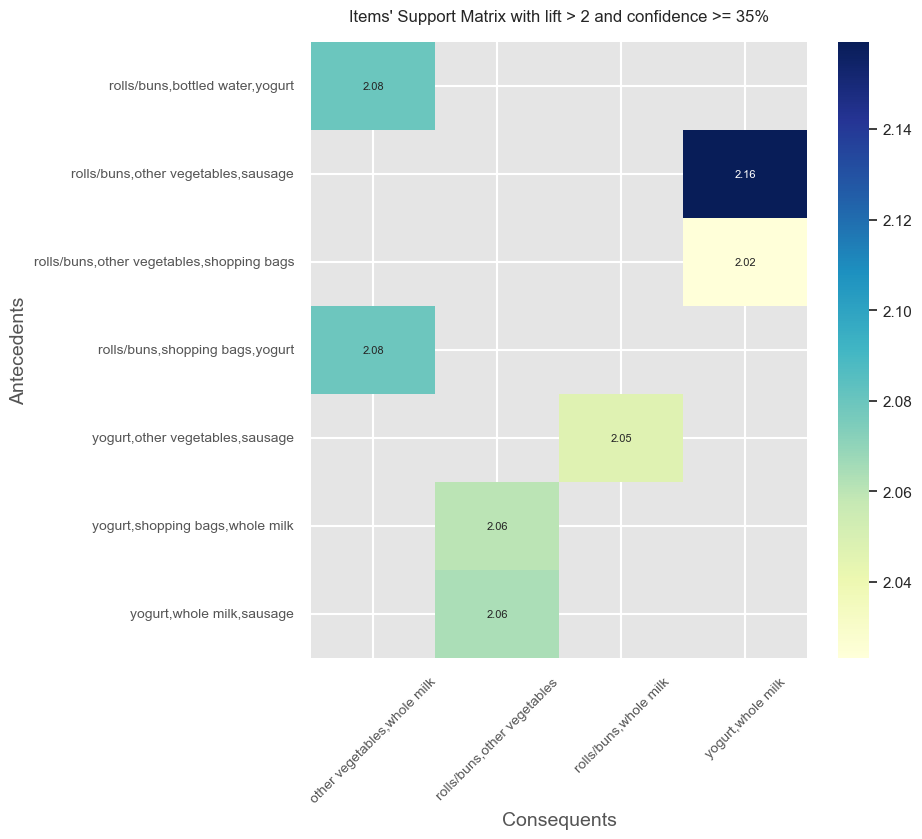 Items' Support Matrix with lift > 2 and confidence >= 35%
Antecedents
rolls/buns,bottled water,yogurt
rolls/buns,other vegetables,sausage
rolls/buns,other vegetables,shopping bags
rolls/buns,shopping bags,yogurt
yogurt,other vegetables,sausage
yogurt,shopping bags,whole milk
yogurt,whole milk,sausage
2.08
2.16
2.02
2.08
2.05
2.06
2.06
other vegetables,whole milk
rolls/buns,other vegetables
rolls/buns,whole milk
yogurt,whole milk
Consequents
2.14
2.12
2.10
2.08
2.06
2.04